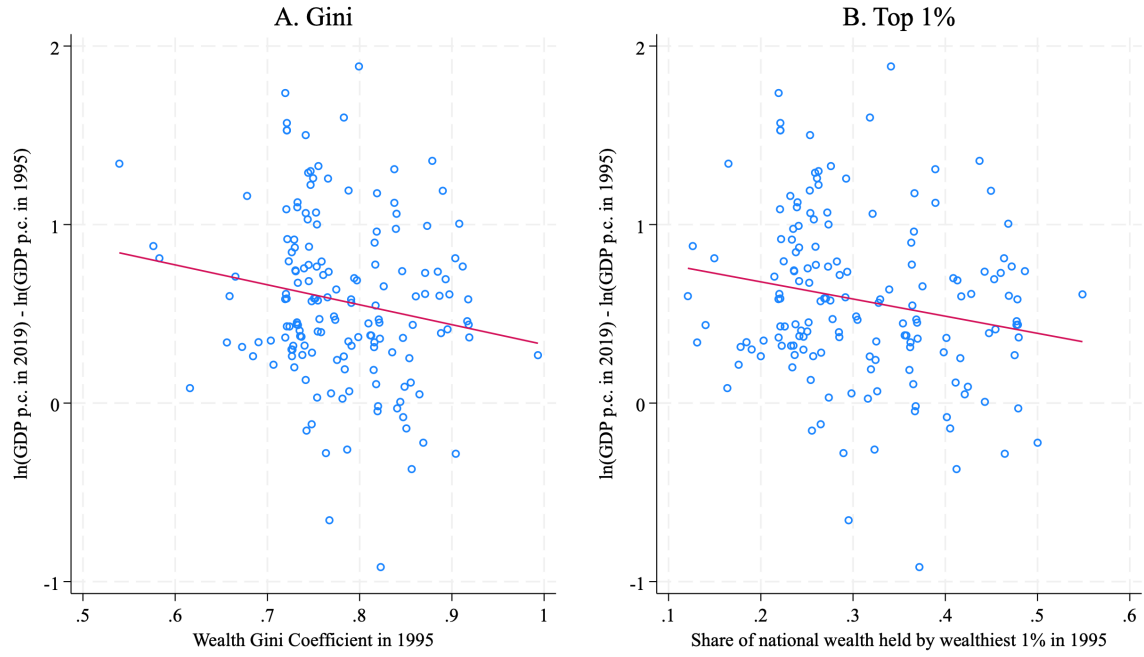 A. Gini
ln(GDP p.c. in 2019) - ln(GDP p.c. in 1995)
2
1
0
-1
.5 .6 .7 .8 .9 1
Wealth Gini Coefficient in 1995
B. Top 1%
ln(GDP p.c. in 2019) - ln(GDP p.c. in 1995)
2
1
0
-1
.1 .2 .3 .4 .5 .6
Share of national wealth held by wealthiest 1% in 1995